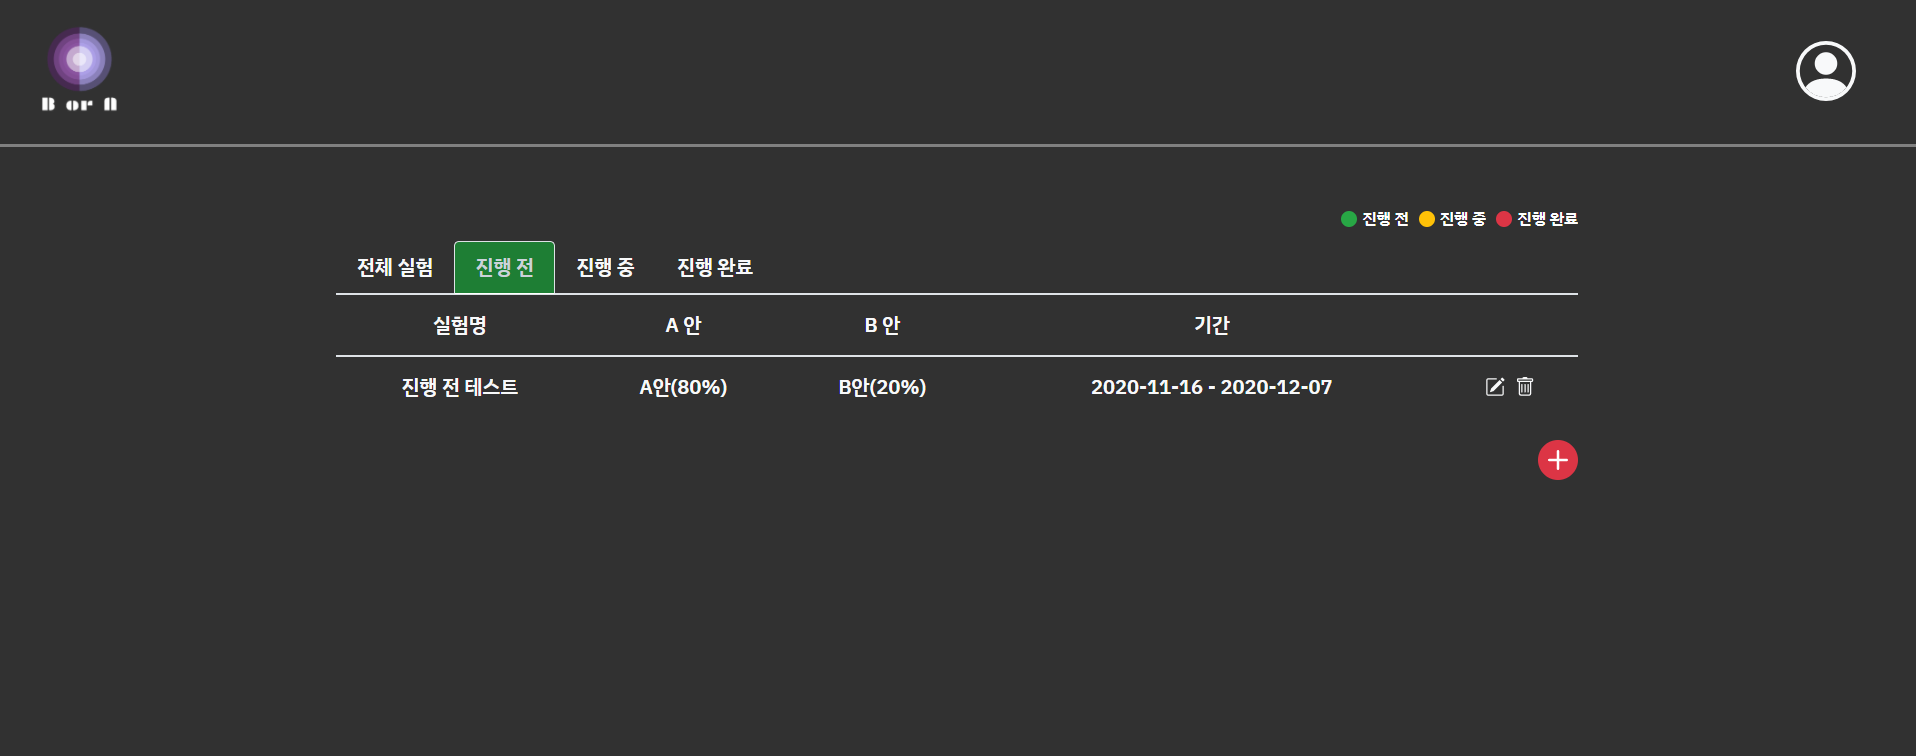 B or A
진행 전 진행 중 진행 완료
전체 실험 진행 전 진행 중 진행 완료
실험명 A 안 B 안 기간
진행 전 테스트 A안(80%) B안(20%) 2020-11-16 - 2020-12-07